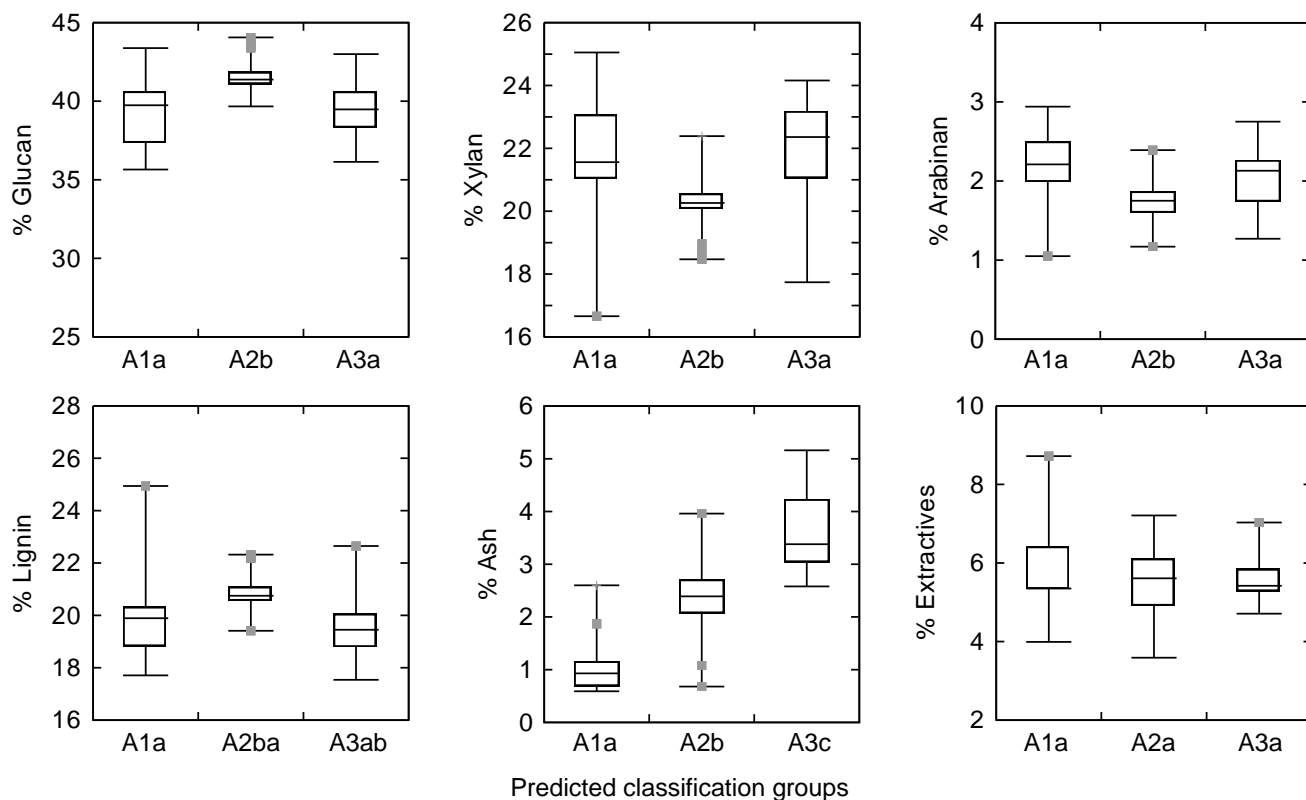 % Glucan
45
40
35
30
25
A1a A2b A3a
% Xylan
26
24
22
20
18
16
A1a A2b A3a
% Arabinan
4
3
2
1
0
A1a A2b A3a
% Lignin
28
26
24
22
20
18
16
A1a A2ba A3ab
% Ash
6
5
4
3
2
1
0
A1a A2b A3c
% Extractives
10
8
6
4
2
A1a A2a A3a
Predicted classification groups